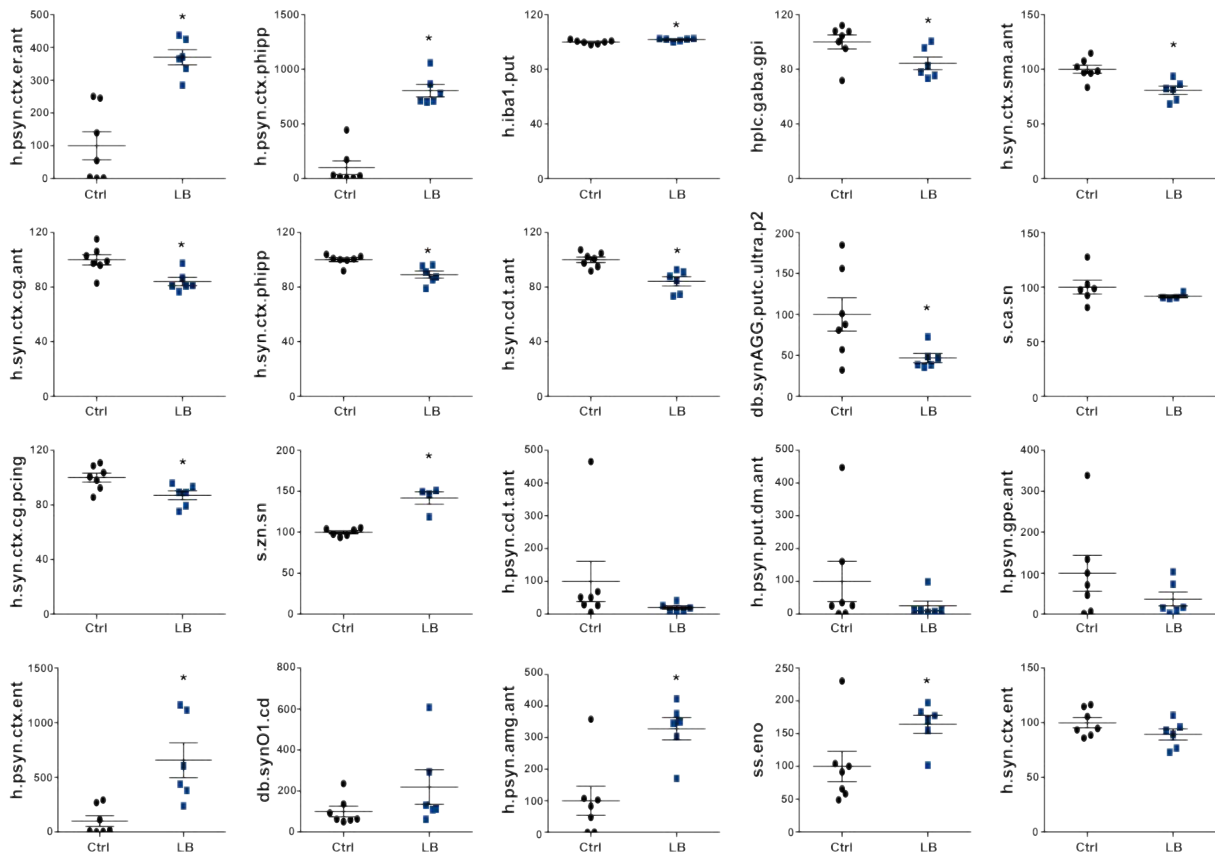 h.psyn.ctx.er.ant
500
400
300
200
100
0
*
Ctrl
LB
h.psyn.ctx.phipp
1500
1000
500
0
*
Ctrl
LB
h.iba1.put
120
80
40
0
*
Ctrl
LB
hplc.gaba.gpi
120
80
40
0
*
Ctrl
LB
h.syn.ctx.sma.ant
150
100
50
0
*
Ctrl
LB
h.syn.ctx.cg.ant
120
80
40
0
*
Ctrl
LB
h.syn.ctx.phipp
120
80
40
0
*
Ctrl
LB
h.syn.cd.t.ant
120
80
40
0
*
Ctrl
LB
db.synAGG.putc.ultra.p2
200
150
100
50
0
*
Ctrl
LB
s.ca.sn
150
100
50
0
Ctrl
LB
h.syn.ctx.cg.pcing
120
80
40
0
*
Ctrl
LB
s.zn.sn
200
150
100
50
0
*
Ctrl
LB
h.psyn.cd.t.ant
500
400
300
200
100
0
Ctrl
LB
h.psyn.put.dm.ant
500
400
300
200
100
0
Ctrl
LB
h.psyn.gpe.ant
400
300
200
100
0
Ctrl
LB
h.psyn.ctx.ent
1500
1000
500
0
*
Ctrl
LB
db.synO1.cd
800
600
400
200
0
Ctrl
LB
h.psyn.amg.ant
500
400
300
200
100
0
*
Ctrl
LB
ss.eno
250
200
150
100
50
0
*
Ctrl
LB
h.syn.ctx.ent
150
100
50
0
Ctrl
LB